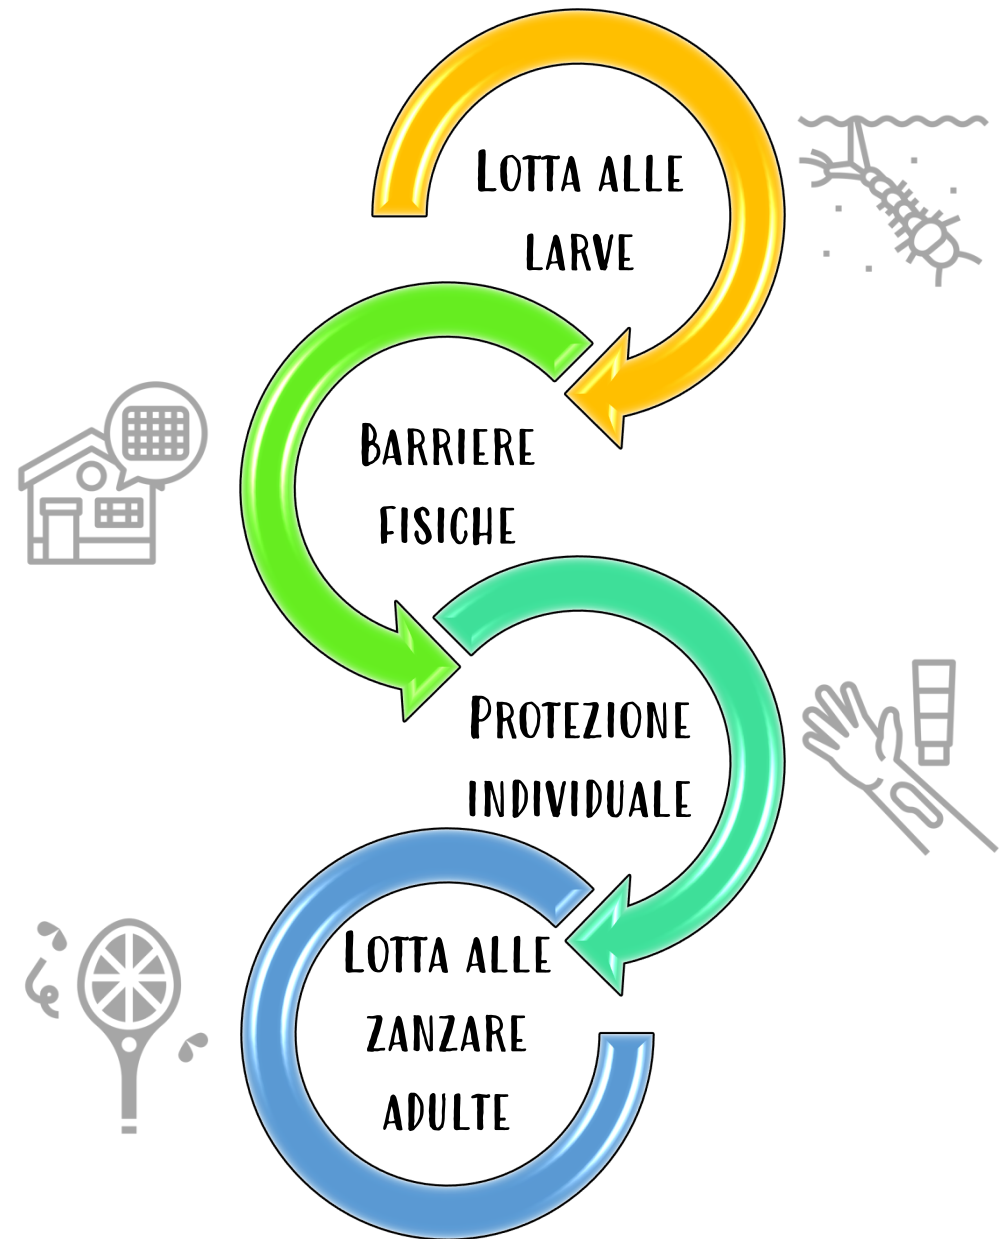 Lotta alle
larve
Barriere
fisiche
Protezione
individuale
Lotta alle
zanzare
adulte